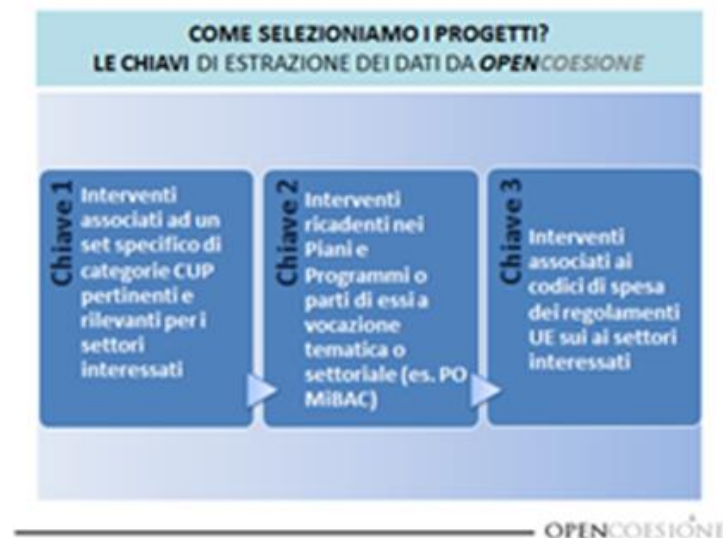 COME SELEZIONIAMO I PROGETTI?
LE CHIAVI DI ESTRAZIONE DEI DATI DA OPENCOESIONE
Chiave 1
Interventi
associati ad un
set specifico di
categorie CUP
pertinenti e
rilevanti per i
settori
interessati
Chiave 2
Interventi
ricadenti nei
Piani e
Programmi o
parti di essi a
vocazione
tematica o
settoriale (es. PO
MiBAC)
Chiave 3
Interventi
associati ai
codici di spesa
dei regolamenti
UE sui ai settori
interessati
OPENCOESIONE